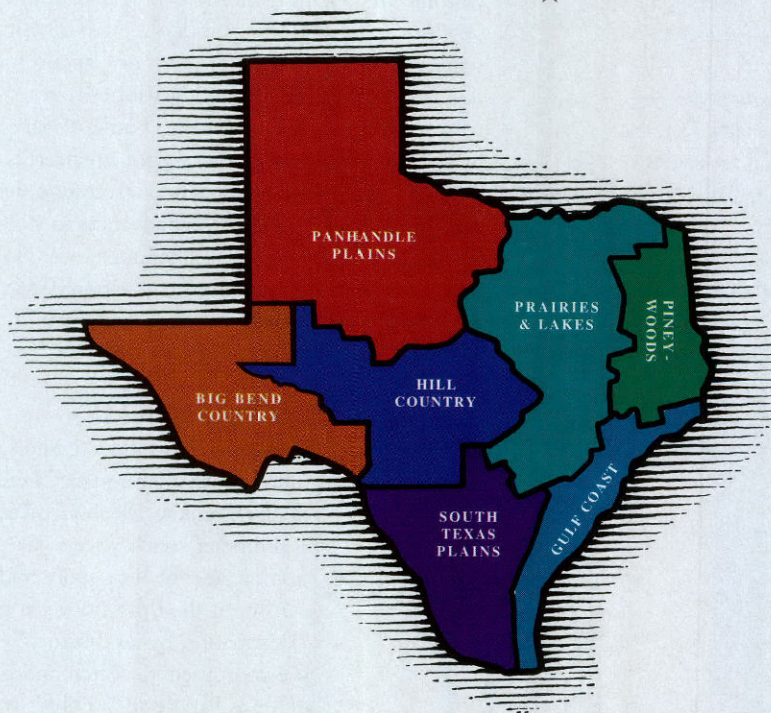 PANHANDLE
PLAINS
PRAIRIES
& LAKES
PINEY-
WOODS
BIG BEND
COUNTRY
HILL
COUNTRY
SOUTH
TEXAS
PLAINS
GULF COAST